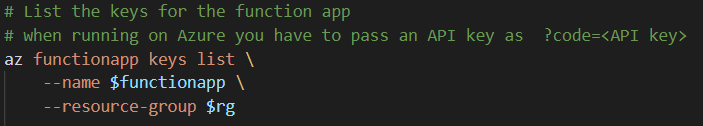 # List the keys for the function app
# when running on Azure you have to pass an API key as  ?code=<API key>
az functionapp keys list \
    --name $functionapp \
    --resource-group $rg